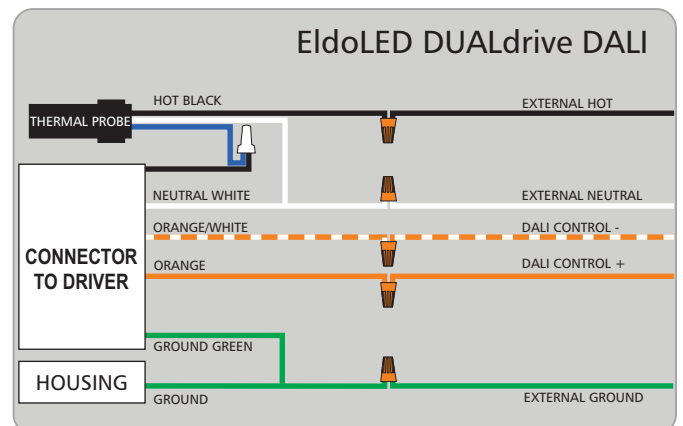 EldoLED DUALdrive DALI
HOT BLACK
EXTERNAL HOT
THERMAL PROBE
NEUTRAL WHITE
EXTERNAL NEUTRAL
ORANGE/WHITE
DALI CONTROL -
CONNECTOR
TO DRIVER
ORANGE
DALI CONTROL +
GROUND GREEN
HOUSING
GROUND
EXTERNAL GROUND